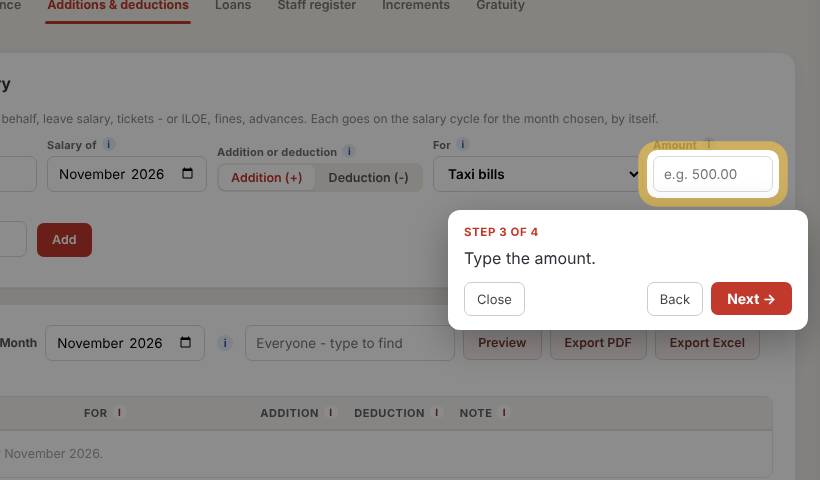 nce Additions & deductions Loans Staff register Increments Gratuity
ry
behalf, leave salary, tickets - or ILOE, fines, advances. Each goes on the salary cycle for the month chosen, by itself.
Salary of i Addition or deduction i For i Amount i
November 2026 Addition (+) Deduction (-) Taxi bills e.g. 500.00
Add
STEP 3 OF 4
Type the amount.
Close Back Next →
Month November 2026 i Everyone - type to find Preview Export PDF Export Excel
FOR I ADDITION I DEDUCTION I NOTE I
November 2026.